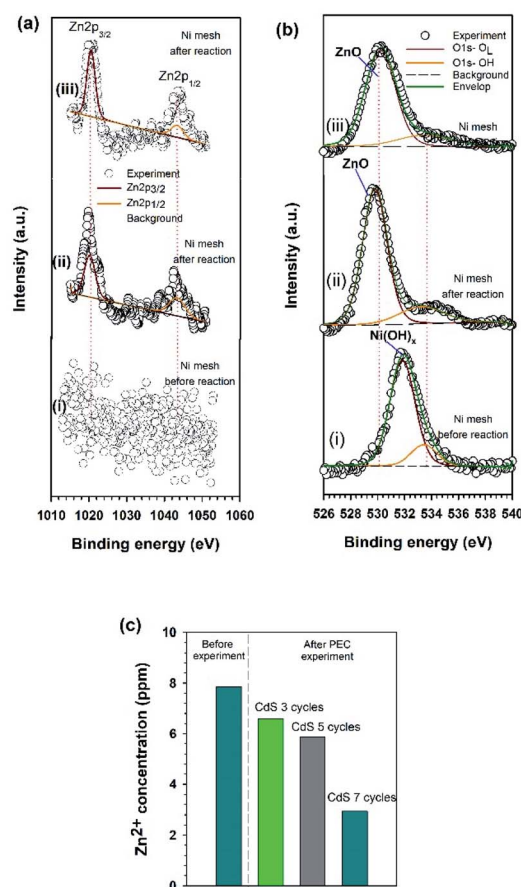 (a)
Zn2p3/2
Ni mesh
after reaction
Zn2p1/2
(iii)
Experiment
Zn2p3/2
Zn2p1/2
Background
(ii)
Ni mesh
after reaction
Ni mesh
before reaction
(i)
Intensity (a.u.)
1010 1020 1030 1040 1050 1060
Binding energy (eV)
(b)
Experiment
O1s- OL
O1s- OH
Background
Envelop
ZnO
Ni mesh
after reaction
(iii)
ZnO
Ni mesh
after reaction
(ii)
Ni(OH)x
Ni mesh
before reaction
(i)
Intensity (a.u.)
526 528 530 532 534 536 538 540
Binding energy (eV)
(c)
Before
experiment
After PEC
experiment
CdS 3 cycles
CdS 5 cycles
CdS 7 cycles
10
8
6
4
2
0
Zn2+ concentration (ppm)